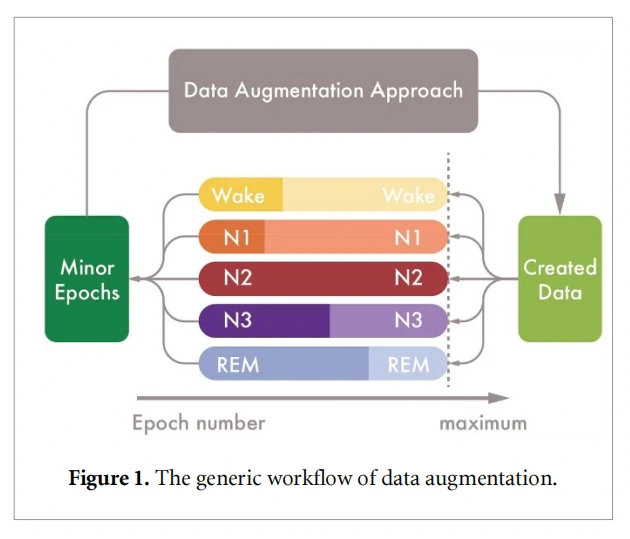 Data Augmentation Approach
Wake Wake
N1 N1
Minor
Epochs
N2 N2
Created
Data
N3 N3
REM REM
Epoch number maximum
Figure 1. The generic workflow of data augmentation.